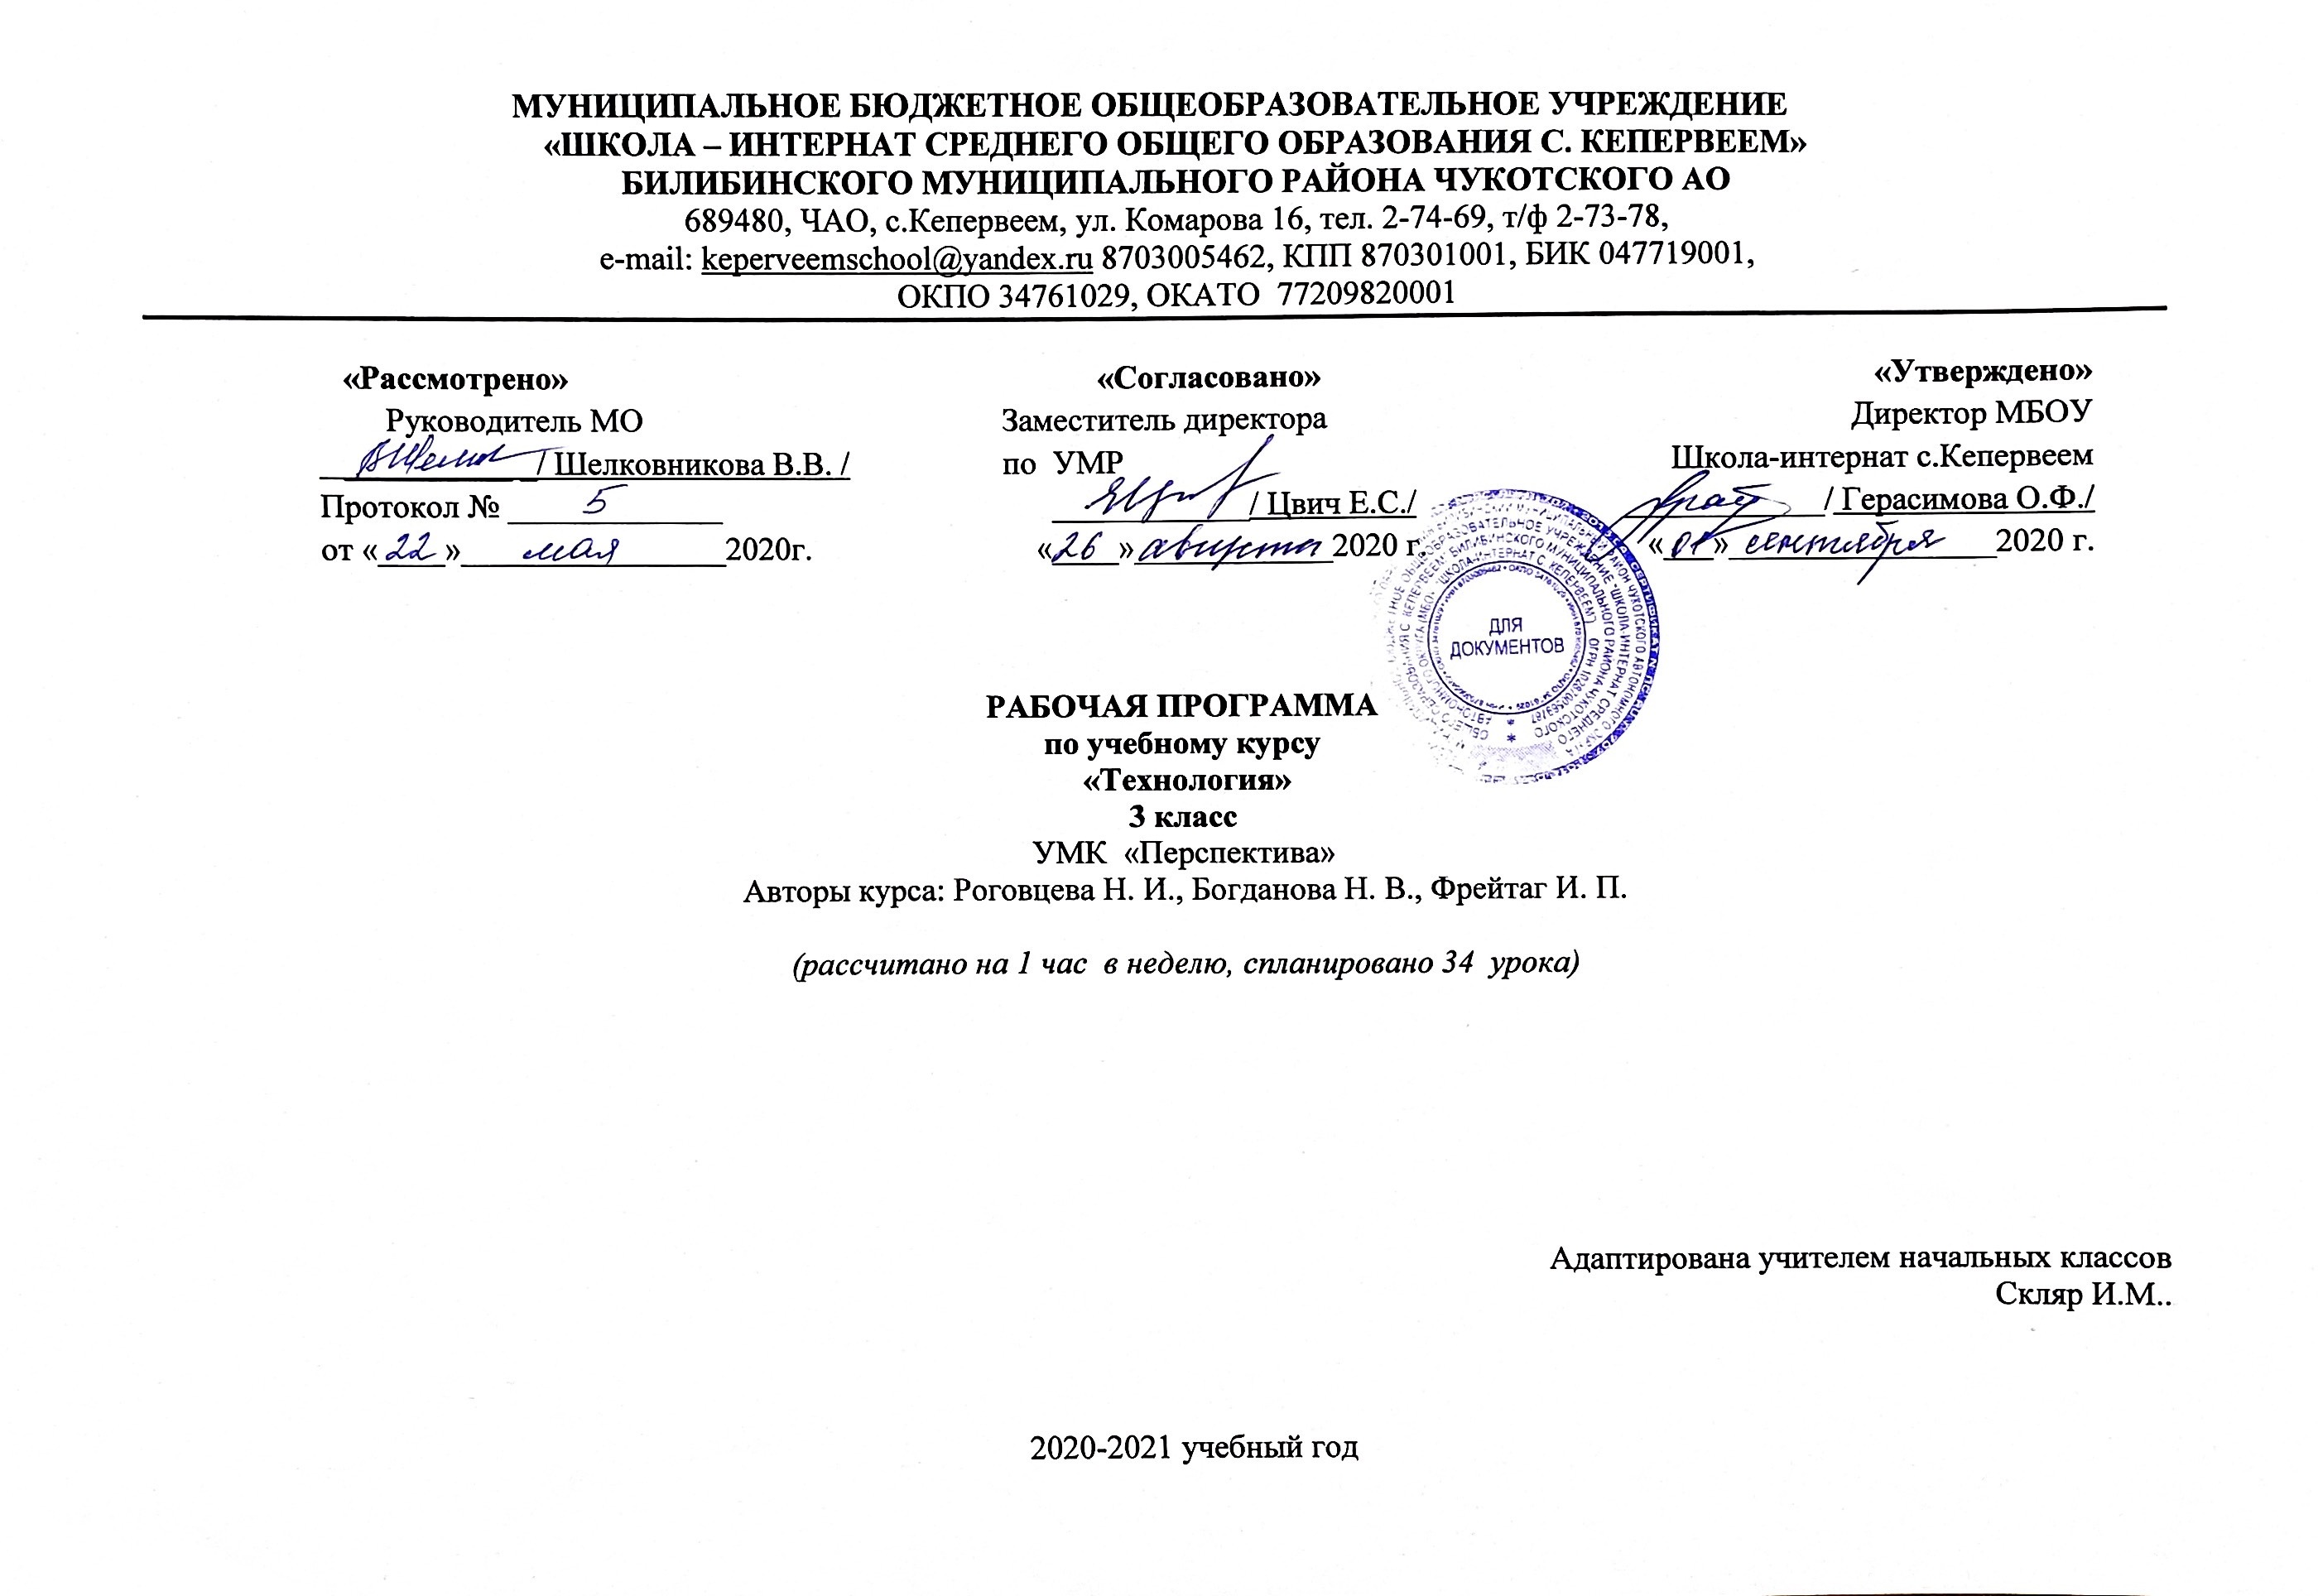 МУНИЦИПАЛЬНОЕ БЮДЖЕТНОЕ ОБЩЕОБРАЗОВАТЕЛЬНОЕ УЧРЕЖДЕНИЕ
«ШКОЛА – ИНТЕРНАТ СРЕДНЕГО ОБЩЕГО ОБРАЗОВАНИЯ С. КЕПЕРВЕЕМ»
БИЛИБИНСКОГО МУНИЦИПАЛЬНОГО РАЙОНА ЧУКОТСКОГО АО
689480, ЧАО, с.Кепервеем, ул. Комарова 16, тел. 2-74-69, т/ф 2-73-78,
e-mail: keperveemschool@yandex.ru 8703005462, КПП 870301001, БИК 047719001,
ОКПО 34761029, ОКАТО 77209820001
«Рассмотрено»
Руководитель МО
/ Шелковникова В.В. /
Протокол № 5
от «22» мая 2020г.
«Согласовано»
Заместитель директора
по УМР
/ Цвич Е.С./
«26» августа 2020 г.
«Утверждено»
Директор МБОУ
Школа-интернат с.Кепервеем
/ Герасимова О.Ф./
«01» сентября 2020 г.
ДЛЯ
ДОКУМЕНТОВ
РАБОЧАЯ ПРОГРАММА
по учебному курсу
«Технология»
3 класс
УМК «Перспектива»
Авторы курса: Роговцева Н. И., Богданова Н. В., Фрейтаг И. П.
(рассчитано на 1 час в неделю, спланировано 34 урока)
Адаптирована учителем начальных классов
Скляр И.М..
2020-2021 учебный год